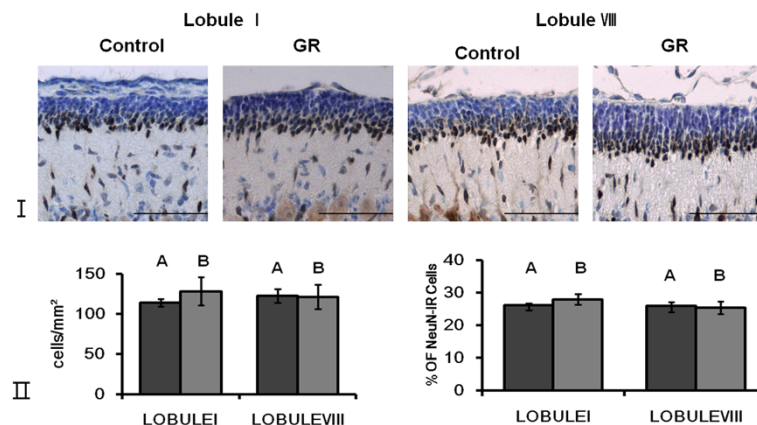 Lobule Ⅰ
Lobule Ⅷ
Control
GR
Control
GR
Ⅰ
150
100
50
0
cells/mm²
A
B
A
B
LOBULEI
LOBULEVIII
40
30
20
10
0
% OF NeuN-IR Cells
A
B
A
B
LOBULEI
LOBULEVIII
Ⅱ